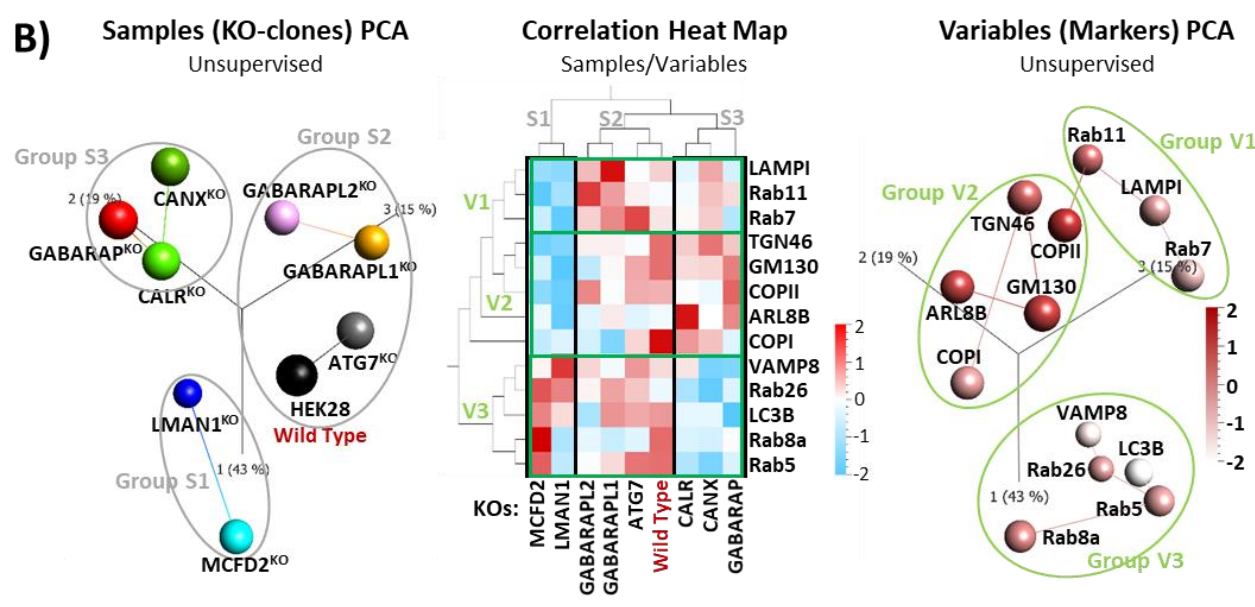 B)
Samples (KO-clones) PCA
Unsupervised
Group S3
Group S2
2 (19 %)
CANXᴷᴼ
GABARAPL2ᴷᴼ
3 (15 %)
GABARAPᴷᴼ
GABARAPL1ᴷᴼ
CALRᴷᴼ
ATG7ᴷᴼ
HEK28
LMAN1ᴷᴼ
Wild Type
1 (43 %)
Group S1
MCFD2ᴷᴼ
Correlation Heat Map
Samples/Variables
S1
S2
S3
V1
V2
V3
LAMPI
Rab11
Rab7
TGN46
GM130
COPII
ARL8B
COPI
VAMP8
Rab26
LC3B
Rab8a
Rab5
2
1
0
-1
-2
KOs:
MCFD2
LMAN1
GABARAPL2
GABARAPL1
ATG7
Wild Type
CALR
CANX
GABARAP
Variables (Markers) PCA
Unsupervised
Rab11
Group V1
Group V2
LAMPI
TGN46
COPII
Rab7
2 (19 %)
3 (15 %)
GM130
ARL8B
COPI
2
1
0
-1
-2
VAMP8
LC3B
Rab26
1 (43 %)
Rab5
Rab8a
Group V3